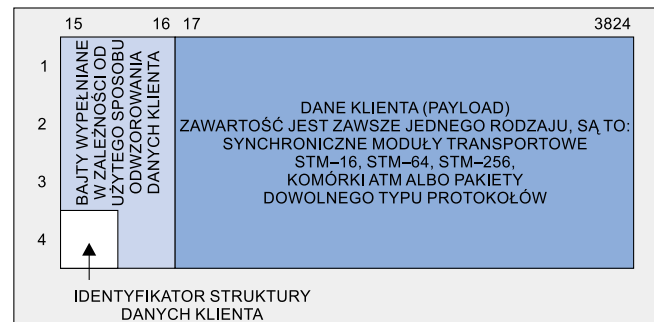 15 16 17 3824
1
2
3
4
BAJTY WYPEŁNIANE
W ZALEŻNOŚCI OD
UŻYTEGO SPOSOBU
ODWZOROWANIA
DANYCH KLIENTA
DANE KLIENTA (PAYLOAD)
ZAWARTOŚĆ JEST ZAWSZE JEDNEGO RODZAJU, SĄ TO:
SYNCHRONICZNE MODUŁY TRANSPORTOWE
STM–16, STM–64, STM–256,
KOMÓRKI ATM ALBO PAKIETY
DOWOLNEGO TYPU PROTOKOŁÓW
IDENTYFIKATOR STRUKTURY
DANYCH KLIENTA